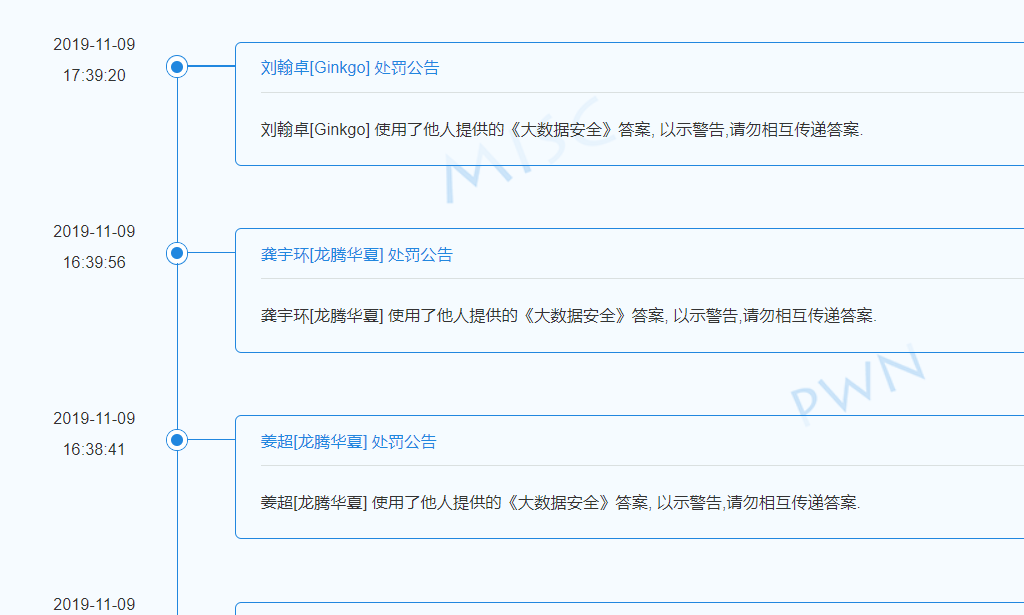 2019-11-09
17:39:20
刘翰卓[Ginkgo] 处罚公告
刘翰卓[Ginkgo] 使用了他人提供的《大数据安全》答案, 以示警告,请勿相互传递答案.
MISC
2019-11-09
16:39:56
龚宇环[龙腾华夏] 处罚公告
龚宇环[龙腾华夏] 使用了他人提供的《大数据安全》答案, 以示警告,请勿相互传递答案.
PWN
2019-11-09
16:38:41
姜超[龙腾华夏] 处罚公告
姜超[龙腾华夏] 使用了他人提供的《大数据安全》答案, 以示警告,请勿相互传递答案.
2019-11-09